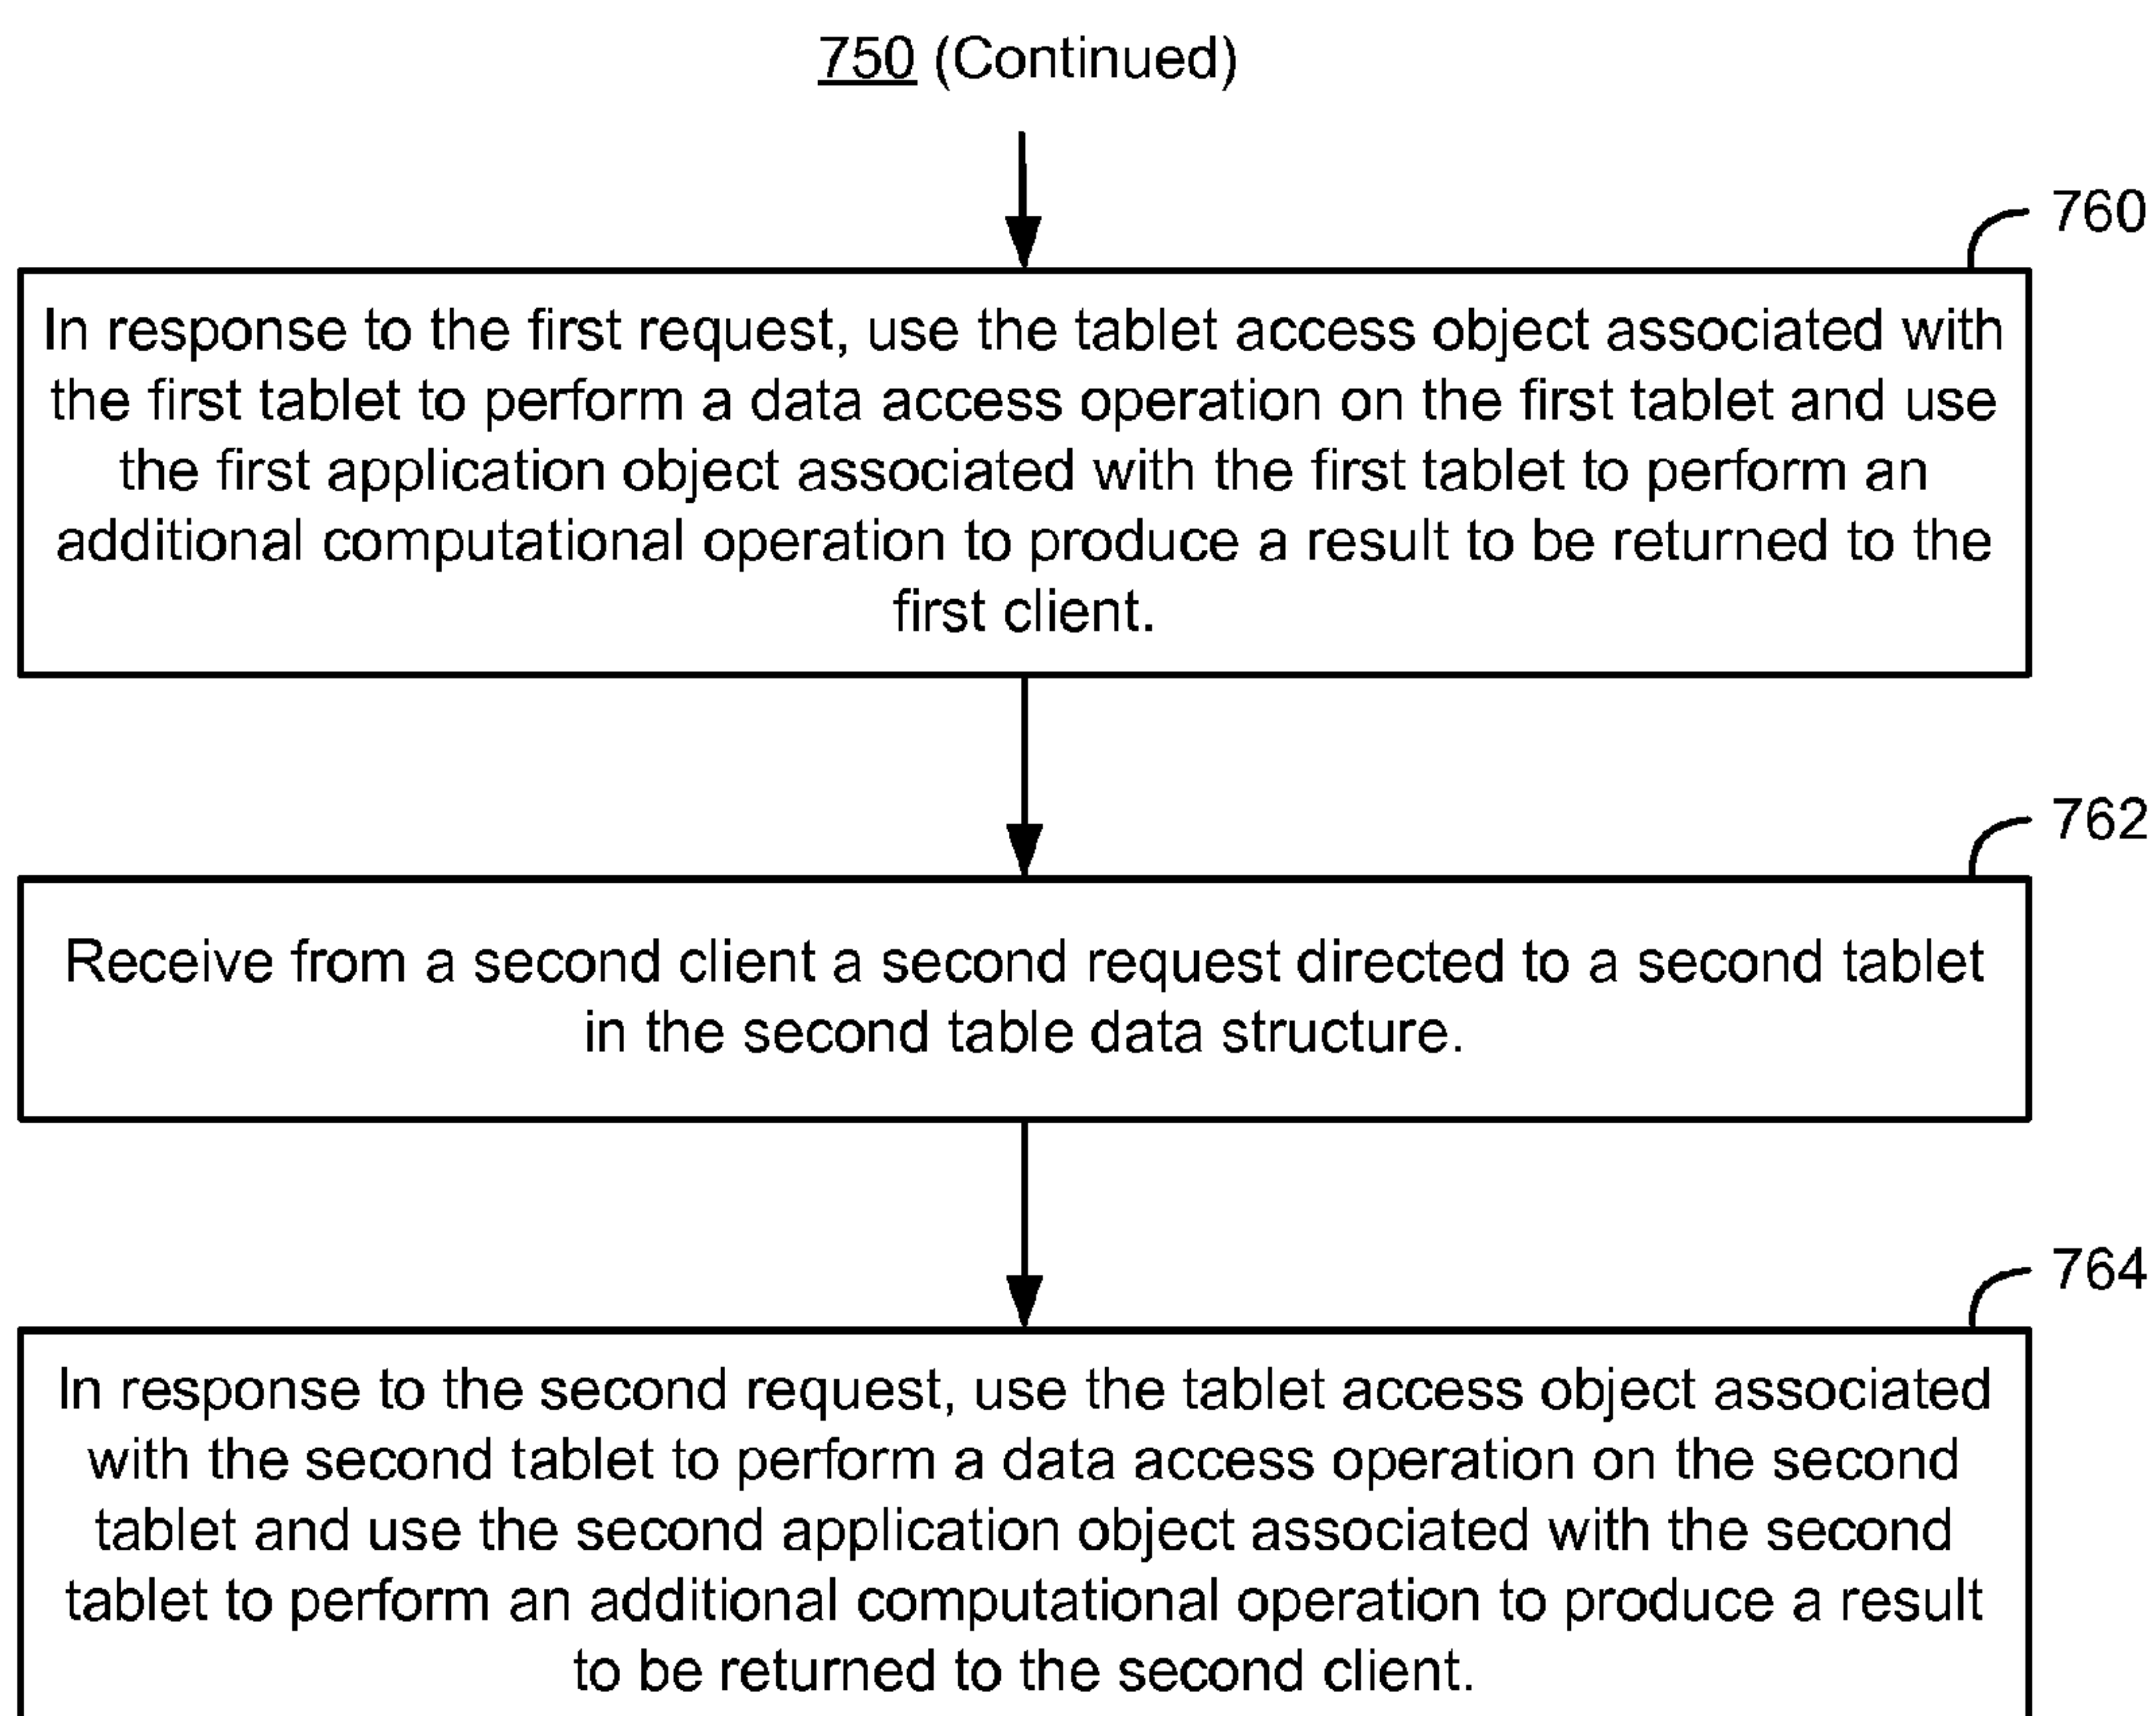 750 (Continued)
760
In response to the first request, use the tablet access object associated with
the first tablet to perform a data access operation on the first tablet and use
the first application object associated with the first tablet to perform an
additional computational operation to produce a result to be returned to the
first client.
762
Receive from a second client a second request directed to a second tablet
in the second table data structure.
764
In response to the second request, use the tablet access object associated
with the second tablet to perform a data access operation on the second
tablet and use the second application object associated with the second
tablet to perform an additional computational operation to produce a result
to be returned to the second client.